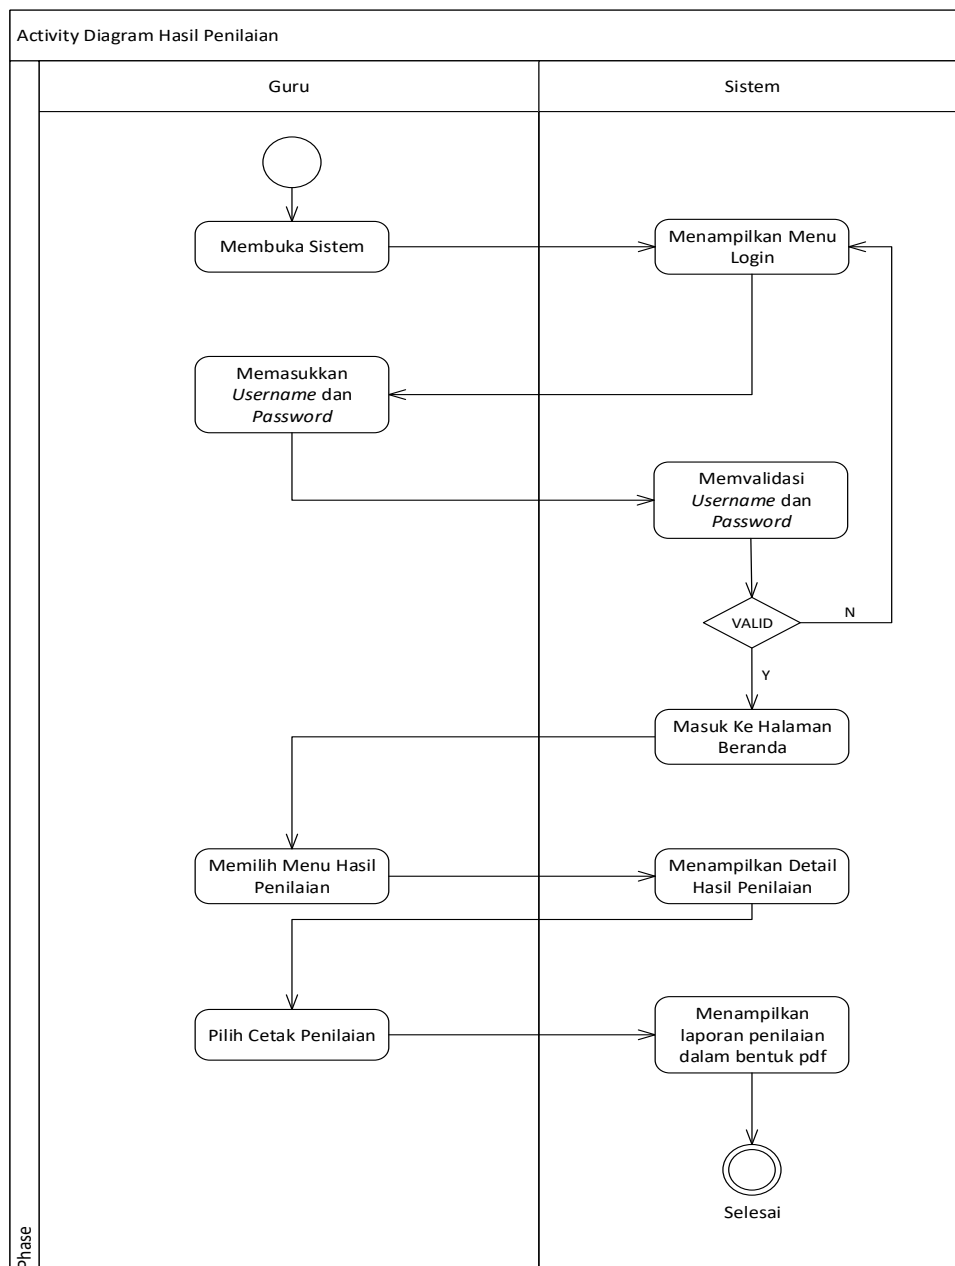 Activity Diagram Hasil Penilaian
Guru
Sistem
Membuka Sistem
Menampilkan Menu
Login
Memasukkan
Username dan
Password
Memvalidasi
Username dan
Password
VALID
N
Y
Masuk Ke Halaman
Beranda
Memilih Menu Hasil
Penilaian
Menampilkan Detail
Hasil Penilaian
Pilih Cetak Penilaian
Menampilkan
laporan penilaian
dalam bentuk pdf
Selesai
Phase